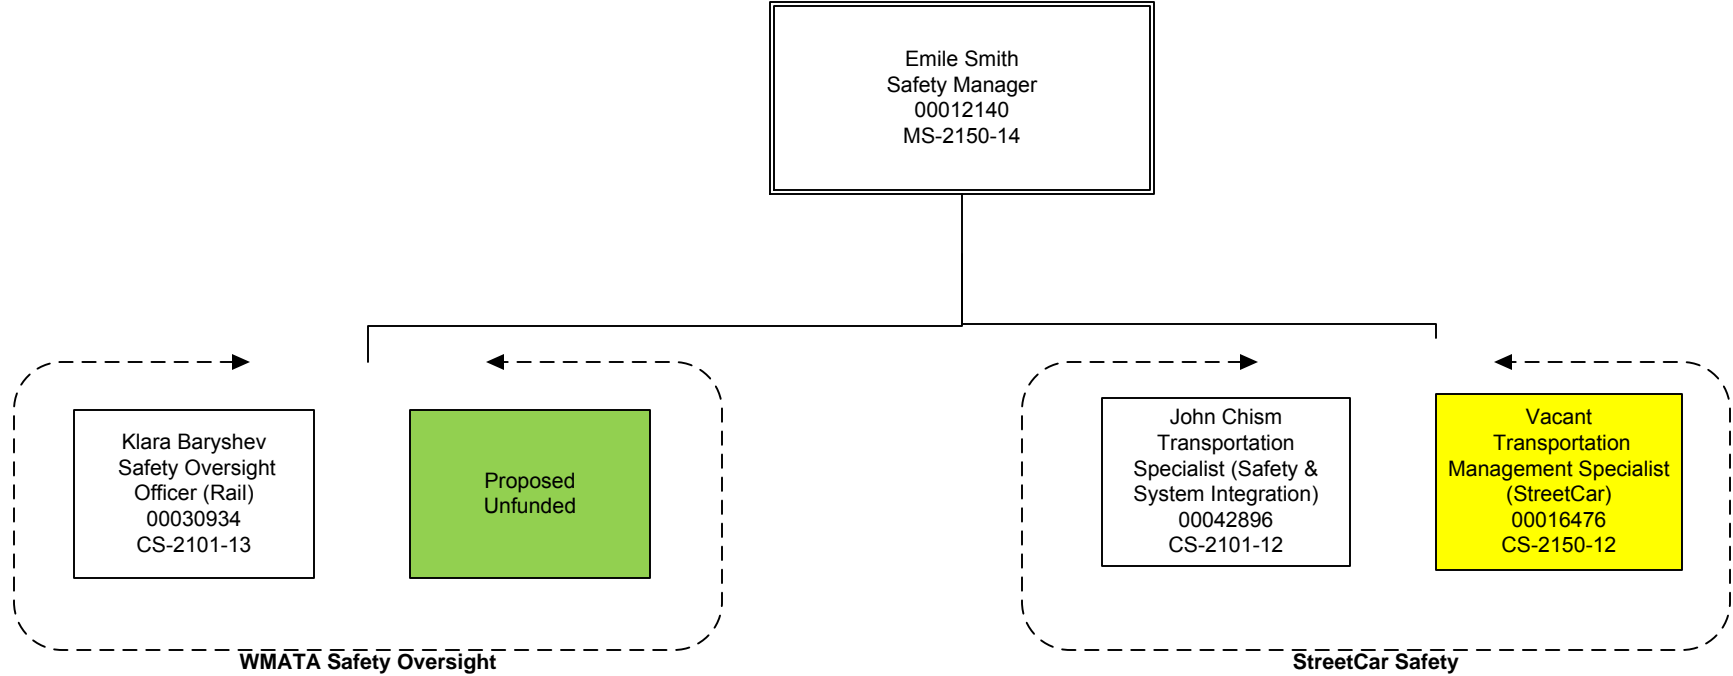 Emile Smith
Safety Manager
00012140
MS-2150-14
Klara Baryshev
Safety Oversight
Officer (Rail)
00030934
CS-2101-13
Proposed
Unfunded
WMATA Safety Oversight
John Chism
Transportation
Specialist (Safety &
System Integration)
00042896
CS-2101-12
Vacant
Transportation
Management Specialist
(StreetCar)
00016476
CS-2150-12
StreetCar Safety